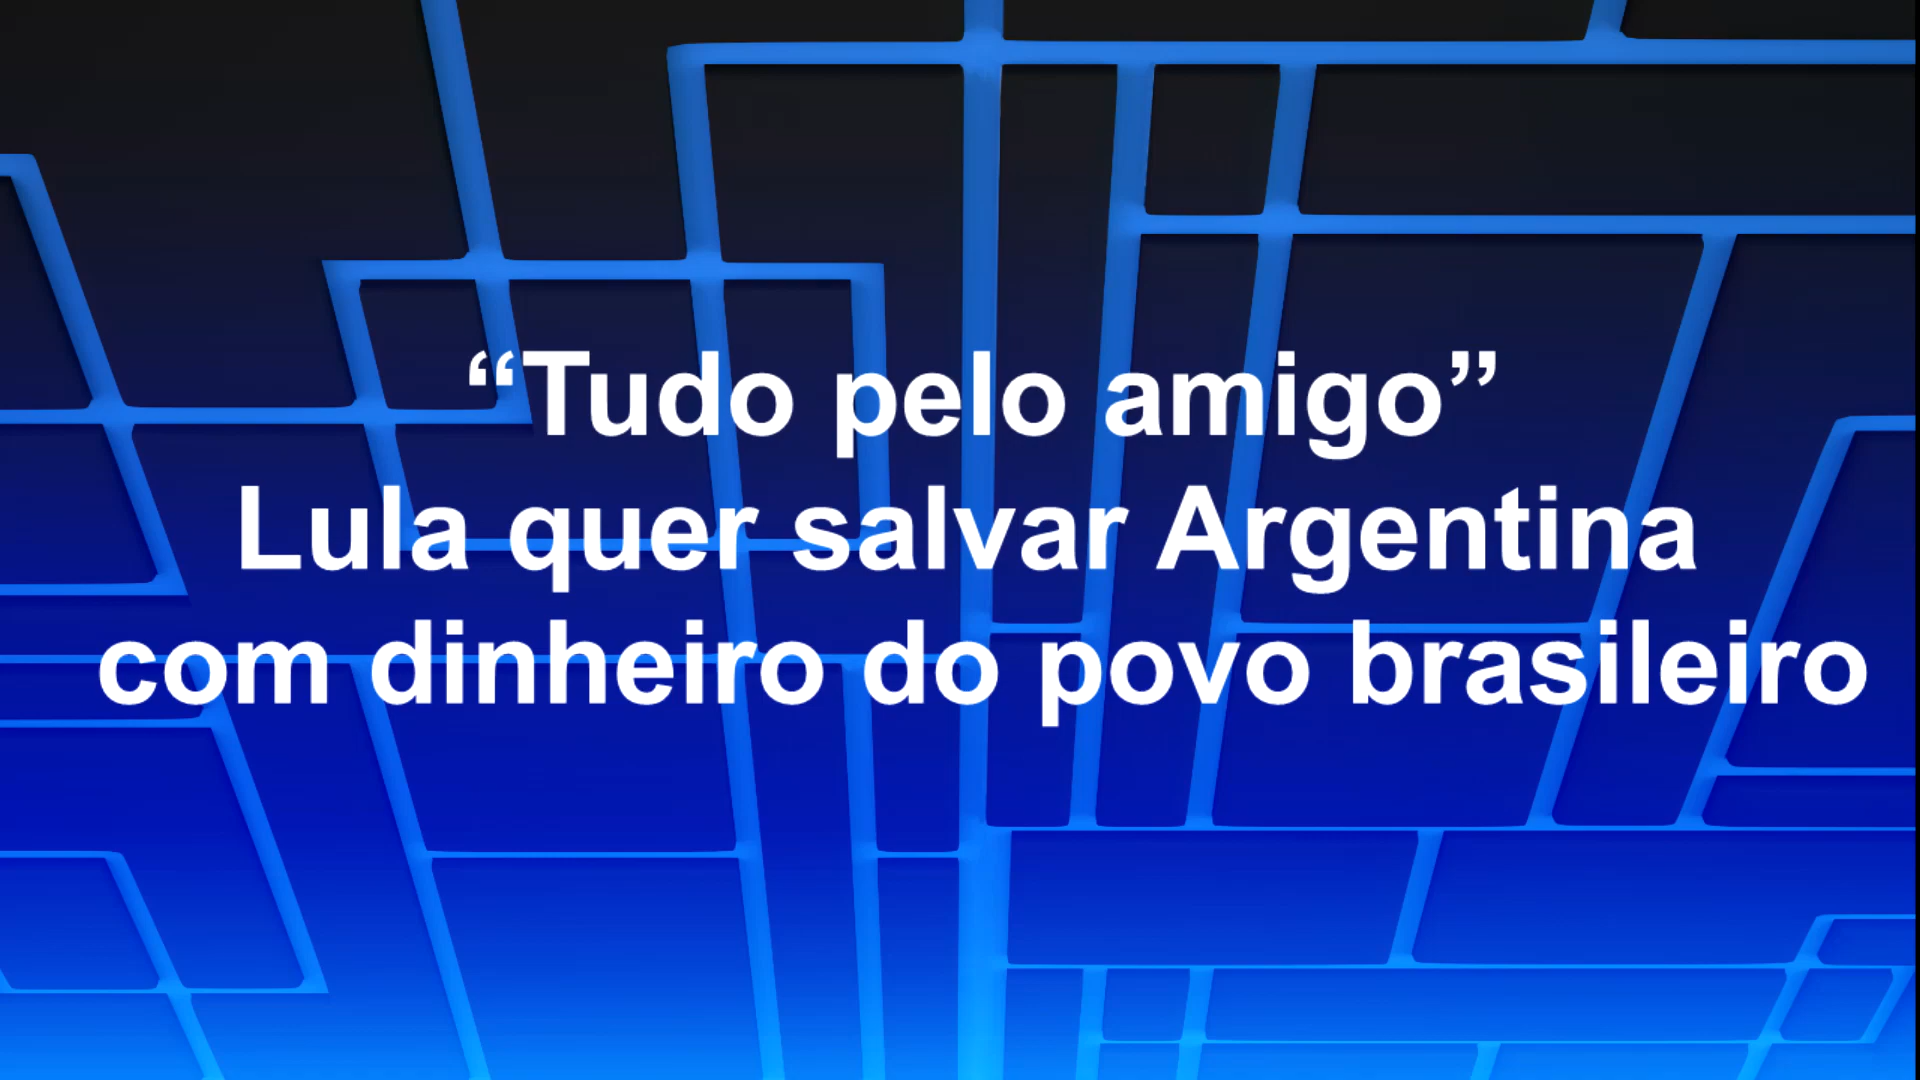 “Tudo pelo amigo”
Lula quer salvar Argentina
com dinheiro do povo brasileiro